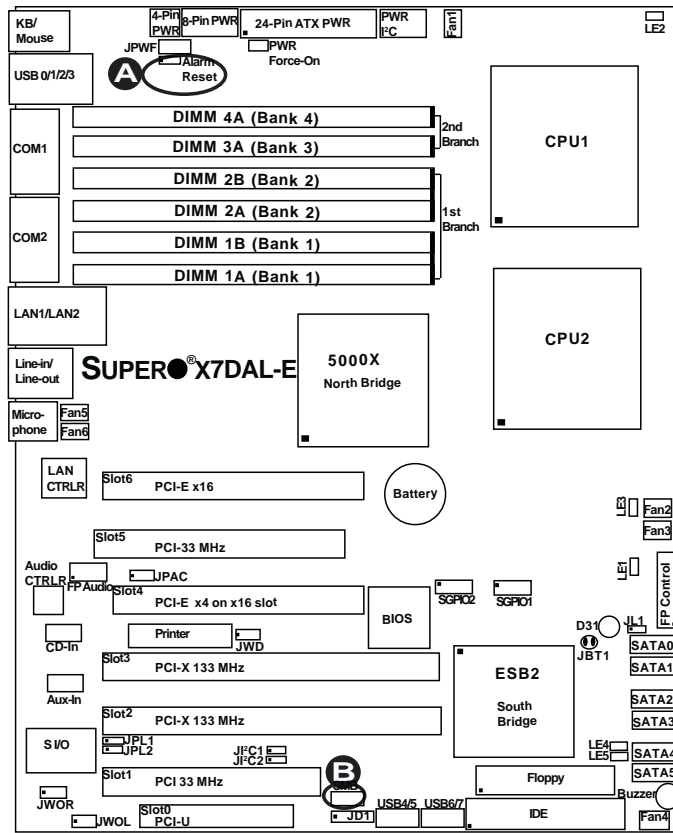 KB/
Mouse
4-Pin
PWR
8-Pin PWR
24-Pin ATX PWR
PWR
I²C
Fan1
LE2
JPWF
PWR
Force-On
A
Alarm
Reset
USB 0/1/2/3
DIMM 4A (Bank 4)
DIMM 3A (Bank 3)
2nd
Branch
DIMM 2B (Bank 2)
DIMM 2A (Bank 2)
DIMM 1B (Bank 1)
DIMM 1A (Bank 1)
1st
Branch
COM1
COM2
CPU1
CPU2
LAN1/LAN2
Line-in/
Line-out
SUPER●®X7DAL-E
5000X
North Bridge
Micro-
phone
Fan5
Fan6
LAN
CTRLR
Slot6
PCI-E x16
Battery
LE3
Fan2
Fan3
Slot5
PCI-33 MHz
Audio
CTRLR
FP Audio
JPAC
LE1
FP Control
Slot4
PCI-E x4 on x16 slot
BIOS
SGPIO2
SGPIO1
CD-In
Printer
JWD
D31
JL1
JBT1
SATA0
SATA1
Slot3
PCI-X 133 MHz
ESB2
South
Bridge
Aux-In
SATA2
SATA3
Slot2
PCI-X 133 MHz
S I/O
JPL1
JPL2
JI²C1
JI²C2
LE4
LE5
SATA4
SATA5
B
SMB
Slot1
PCI 33 MHz
Floppy
Buzzer
JWOR
JWOL
Slot0
PCI-U
JD1
USB4/5
USB6/7
IDE
Fan4